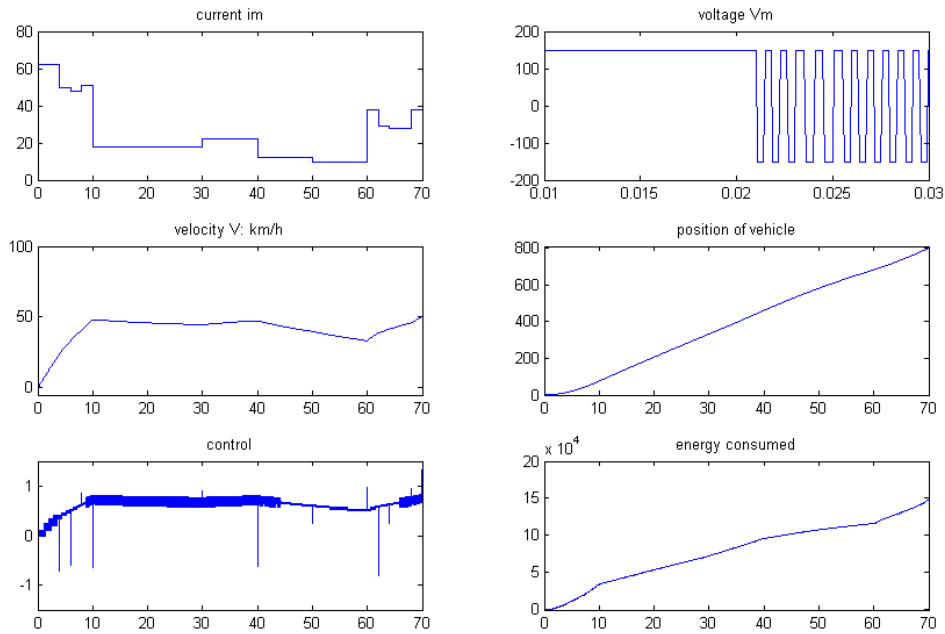 current im
80
60
40
20
0
0 10 20 30 40 50 60 70
voltage Vm
200
100
0
-100
-200
0.01 0.015 0.02 0.025 0.03
velocity V: km/h
100
50
0
0 10 20 30 40 50 60 70
position of vehicle
800
600
400
200
0
0 10 20 30 40 50 60 70
control
1
0
-1
0 10 20 30 40 50 60 70
energy consumed
x 10^4
20
15
10
5
0
0 10 20 30 40 50 60 70